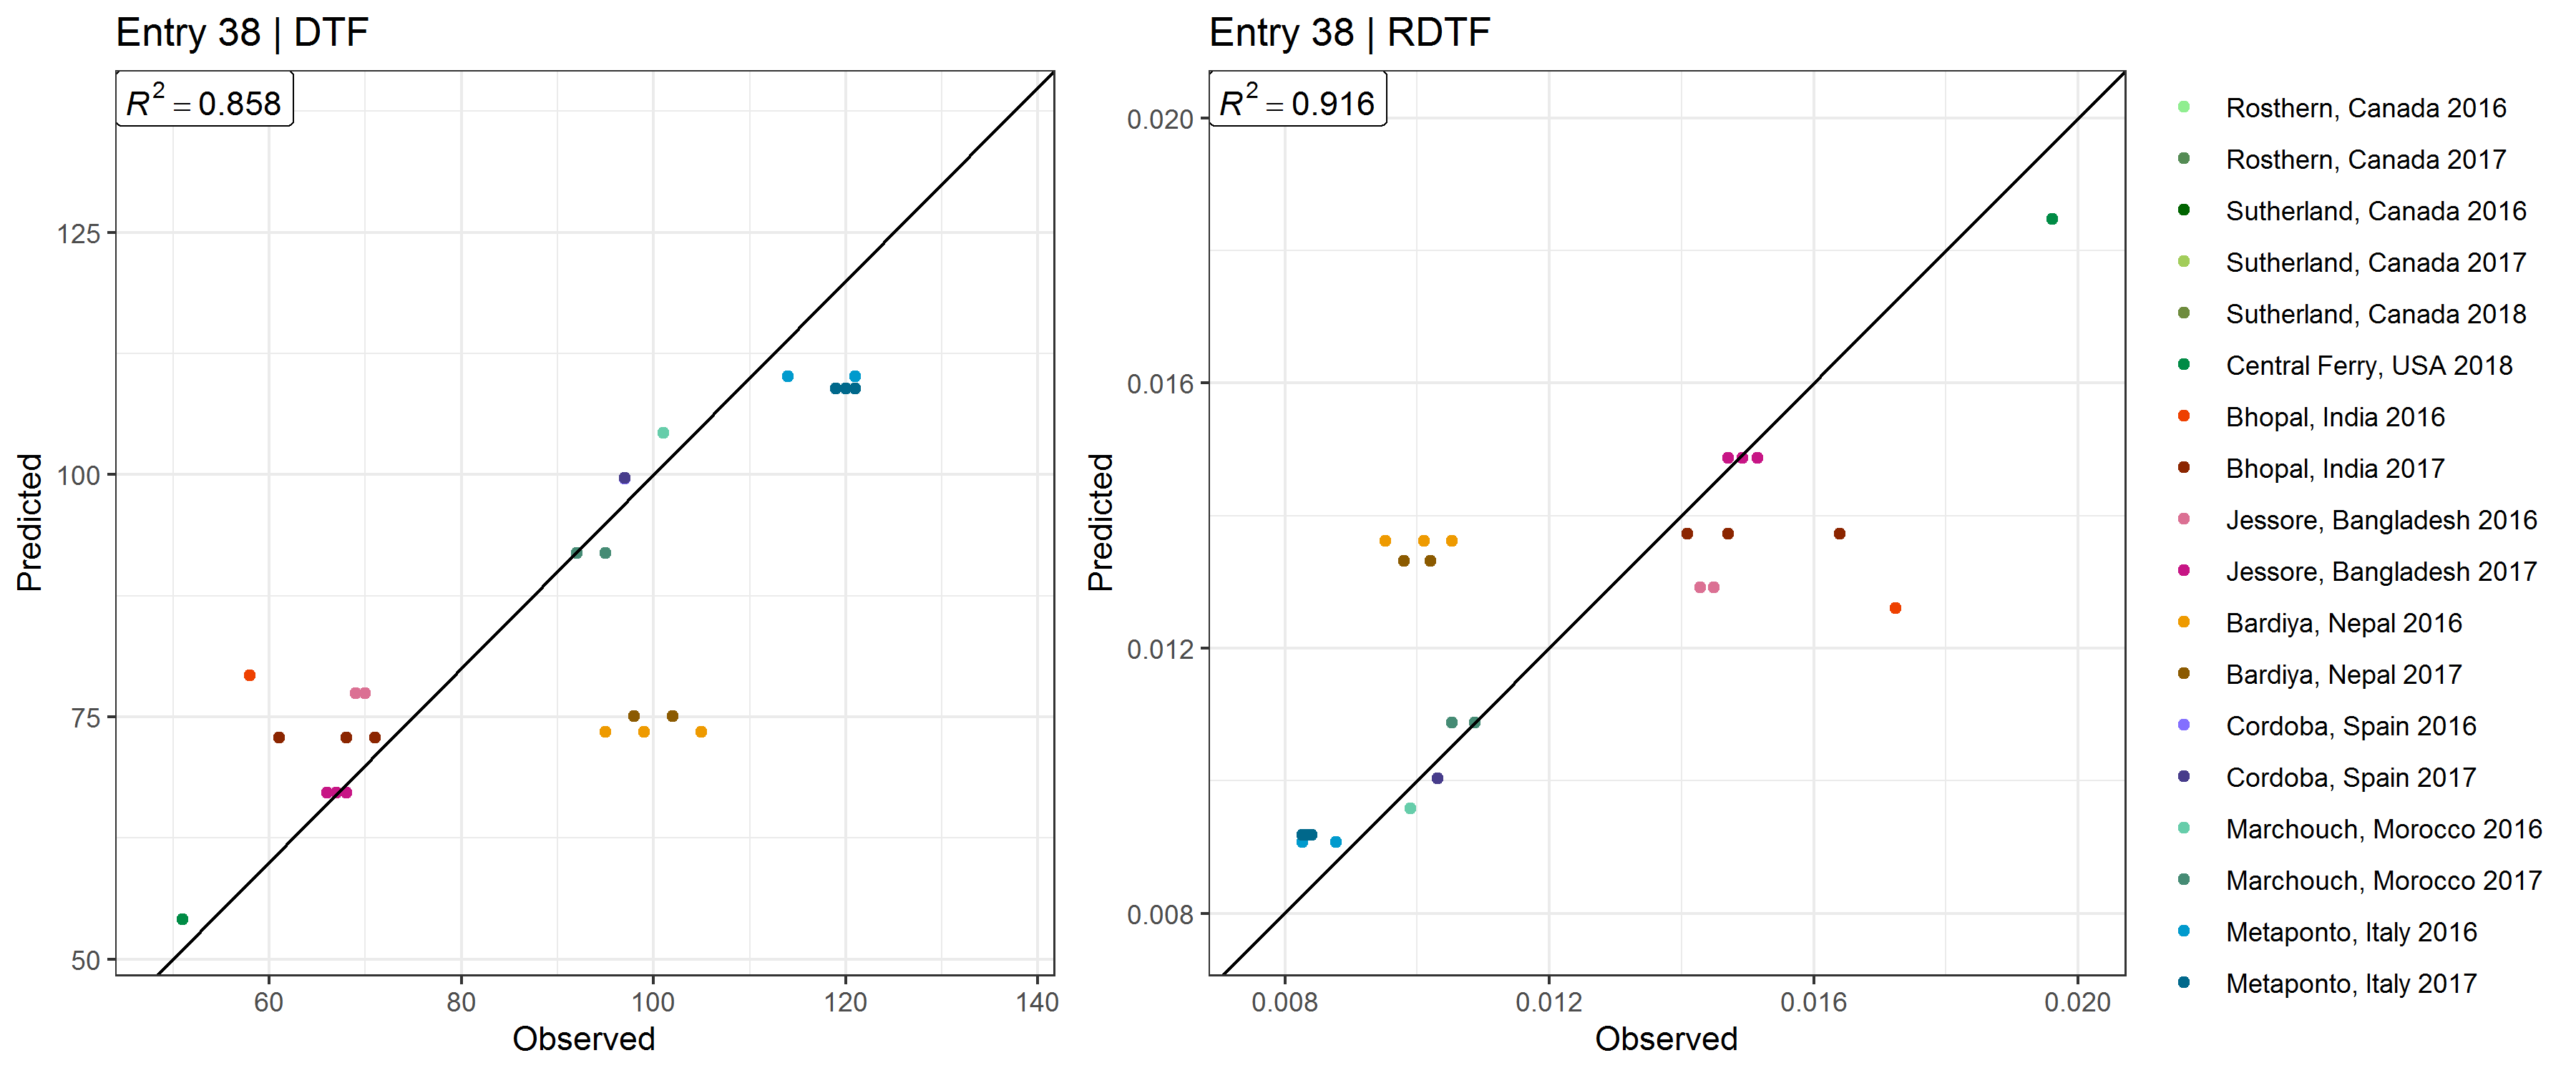 Entry 38 | DTF
R² = 0.858
125
100
75
50
60 80 100 120 140
Observed
Predicted
Entry 38 | RDTF
R² = 0.916
0.020
0.016
0.012
0.008
0.008 0.012 0.016 0.020
Observed
Predicted
Rosthern, Canada 2016
Rosthern, Canada 2017
Sutherland, Canada 2016
Sutherland, Canada 2017
Sutherland, Canada 2018
Central Ferry, USA 2018
Bhopal, India 2016
Bhopal, India 2017
Jessore, Bangladesh 2016
Jessore, Bangladesh 2017
Bardiya, Nepal 2016
Bardiya, Nepal 2017
Cordoba, Spain 2016
Cordoba, Spain 2017
Marchouch, Morocco 2016
Marchouch, Morocco 2017
Metaponto, Italy 2016
Metaponto, Italy 2017